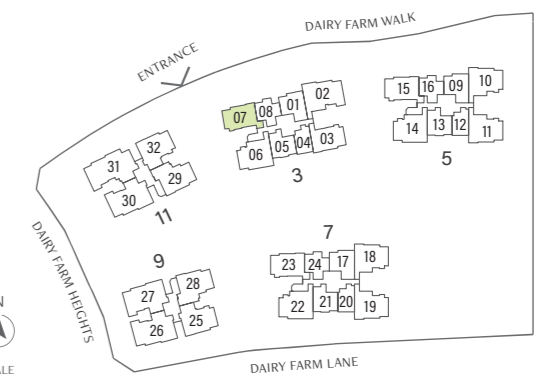 DAIRY FARM WALK
ENTRANCE
07 08 01 02
06 05 04 03
3
15 16 09 10
14 13 12 11
5
31 32
30 29
11
DAIRY FARM HEIGHTS
9
27 28
26 25
7
23 24 17 18
22 21 20 19
N
ALE
DAIRY FARM LANE